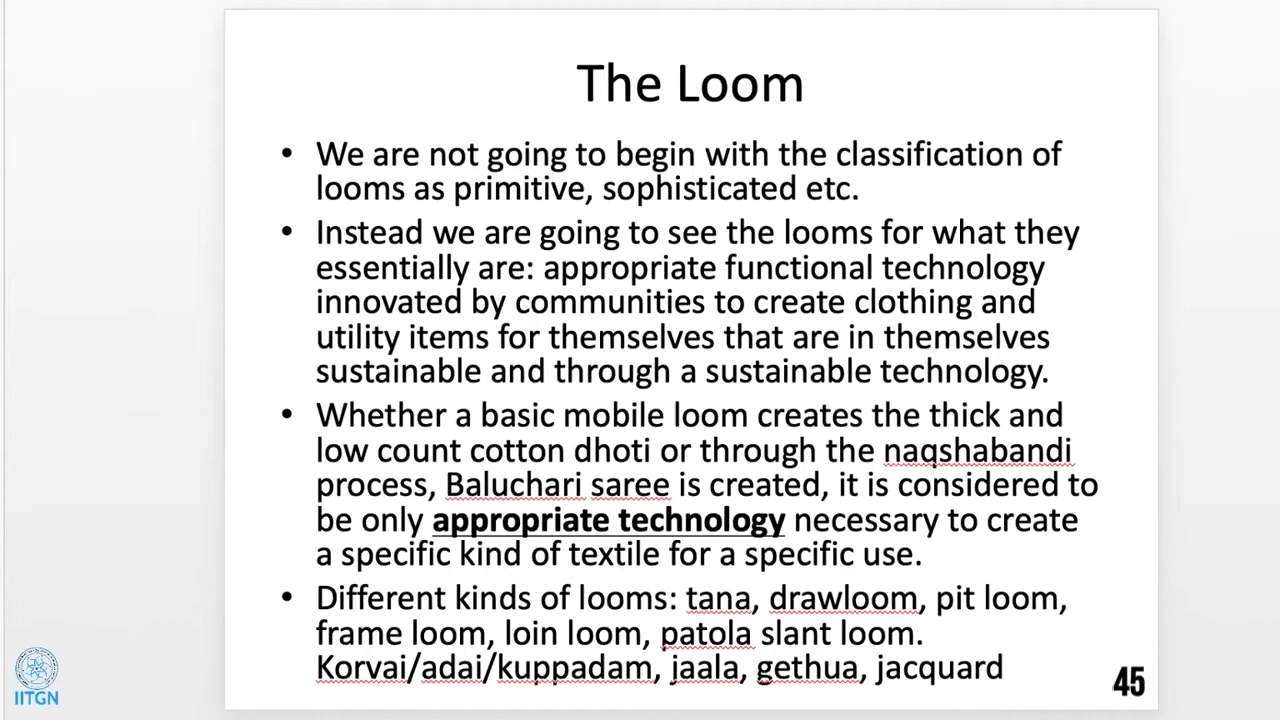 The Loom
• We are not going to begin with the classification of
looms as primitive, sophisticated etc.
• Instead we are going to see the looms for what they
essentially are: appropriate functional technology
innovated by communities to create clothing and
utility items for themselves that are in themselves
sustainable and through a sustainable technology.
• Whether a basic mobile loom creates the thick and
low count cotton dhoti or through the naqshabandi
process, Baluchari saree is created, it is considered to
be only appropriate technology necessary to create
a specific kind of textile for a specific use.
• Different kinds of looms: tana, drawloom, pit loom,
frame loom, loin loom, patola slant loom.
Korvai/adai/kuppadam, jaala, gethua, jacquard
45
IITGN